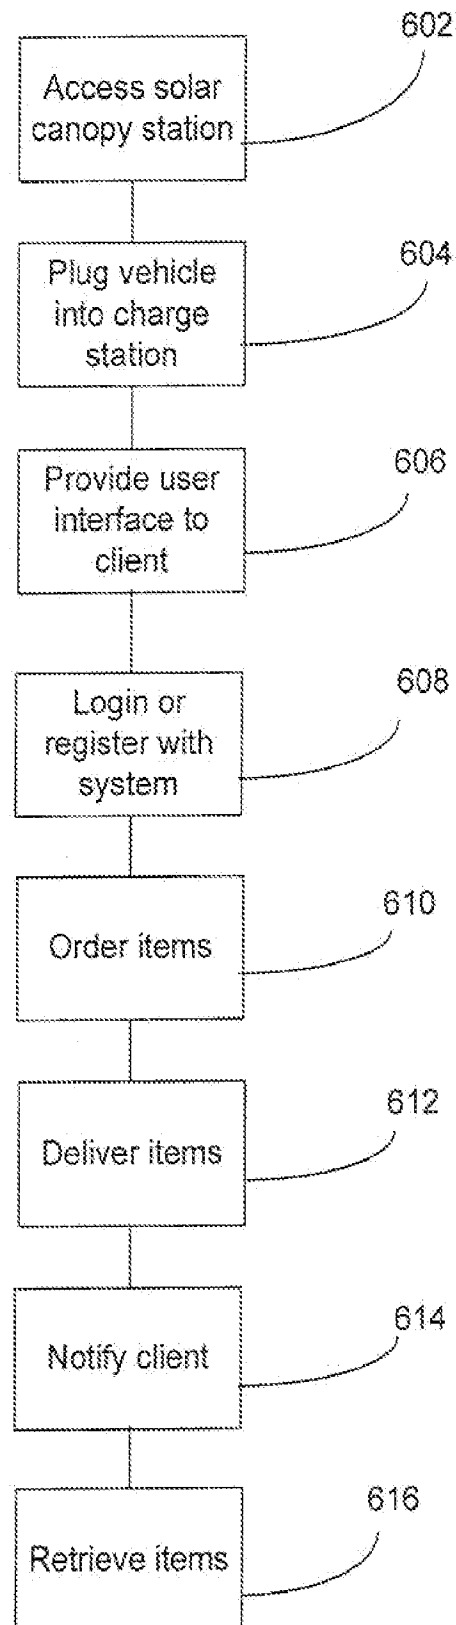 602
Access solar
canopy station
604
Plug vehicle
into charge
station
606
Provide user
interface to
client
608
Login or
register with
system
610
Order items
612
Deliver items
614
Notify client
616
Retrieve items